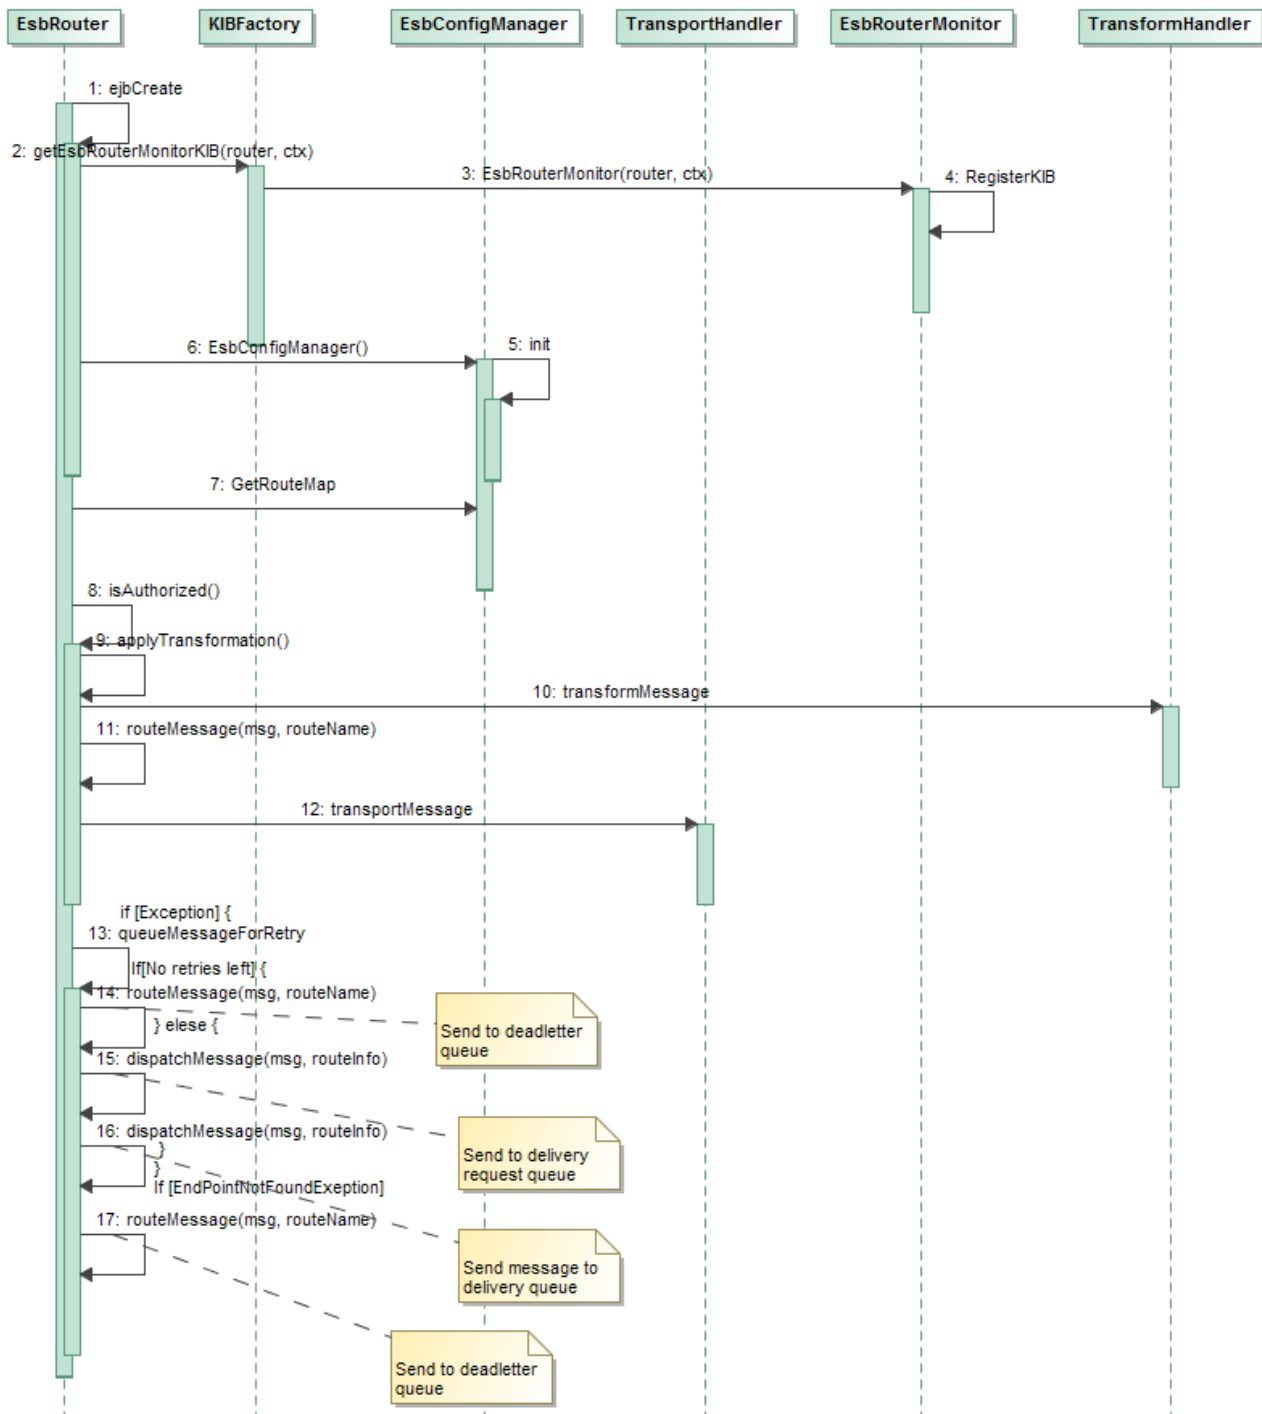 EsbRouter
KIBFactory
EsbConfigManager
TransportHandler
EsbRouterMonitor
TransformHandler
1: ejbCreate
2: getEsbRouterMonitorKIB(router, ctx)
3: EsbRouterMonitor(router, ctx)
4: RegisterKIB
5: init
6: EsbConfigManager()
7: GetRouteMap
8: isAuthorized()
9: applyTransformation()
10: transformMessage
11: routeMessage(msg, routeName)
12: transportMessage
if [Exception] {
13: queueMessageForRetry
If[No retries left] {
14: routeMessage(msg, routeName)
} elese {
Send to deadletter
queue
15: dispatchMessage(msg, routeInfo)
16: dispatchMessage(msg, routeInfo)
}
}
Send to delivery
request queue
If [EndPointNotFoundExeption]
17: routeMessage(msg, routeName)
Send message to
delivery queue
Send to deadletter
queue